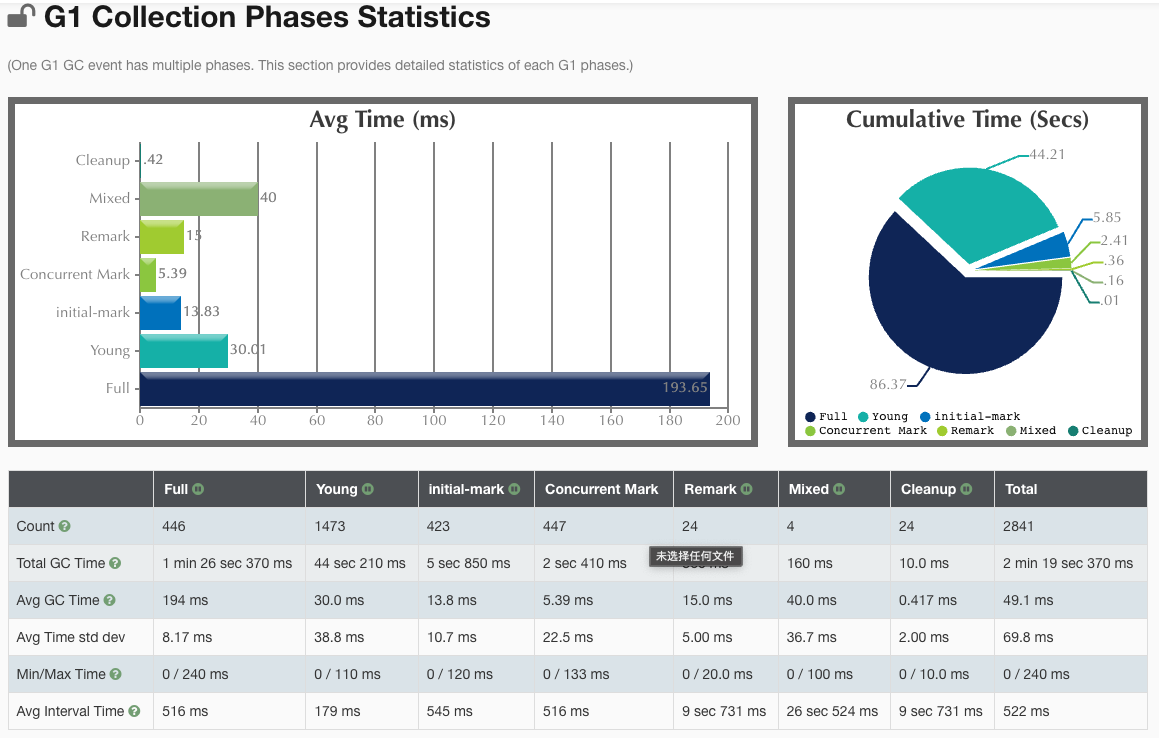 G1 Collection Phases Statistics
(One G1 GC event has multiple phases. This section provides detailed statistics of each G1 phases.)
Avg Time (ms)
Cleanup .42
Mixed 40
Remark 15
Concurrent Mark 5.39
initial-mark 13.83
Young 30.01
Full 193.65
0 20 40 60 80 100 120 140 160 180 200
Cumulative Time (Secs)
44.21
5.85
2.41
.36
.16
.01
86.37
Full Young initial-mark
Concurrent Mark Remark Mixed Cleanup
Full Young initial-mark Concurrent Mark Remark Mixed Cleanup Total
Count 446 1473 423 447 24 4 24 2841
未选择任何文件
Total GC Time 1 min 26 sec 370 ms 44 sec 210 ms 5 sec 850 ms 2 sec 410 ms 160 ms 10.0 ms 2 min 19 sec 370 ms
Avg GC Time 194 ms 30.0 ms 13.8 ms 5.39 ms 15.0 ms 40.0 ms 0.417 ms 49.1 ms
Avg Time std dev 8.17 ms 38.8 ms 10.7 ms 22.5 ms 5.00 ms 36.7 ms 2.00 ms 69.8 ms
Min/Max Time 0 / 240 ms 0 / 110 ms 0 / 120 ms 0 / 133 ms 0 / 20.0 ms 0 / 100 ms 0 / 10.0 ms 0 / 240 ms
Avg Interval Time 516 ms 179 ms 545 ms 516 ms 9 sec 731 ms 26 sec 524 ms 9 sec 731 ms 522 ms